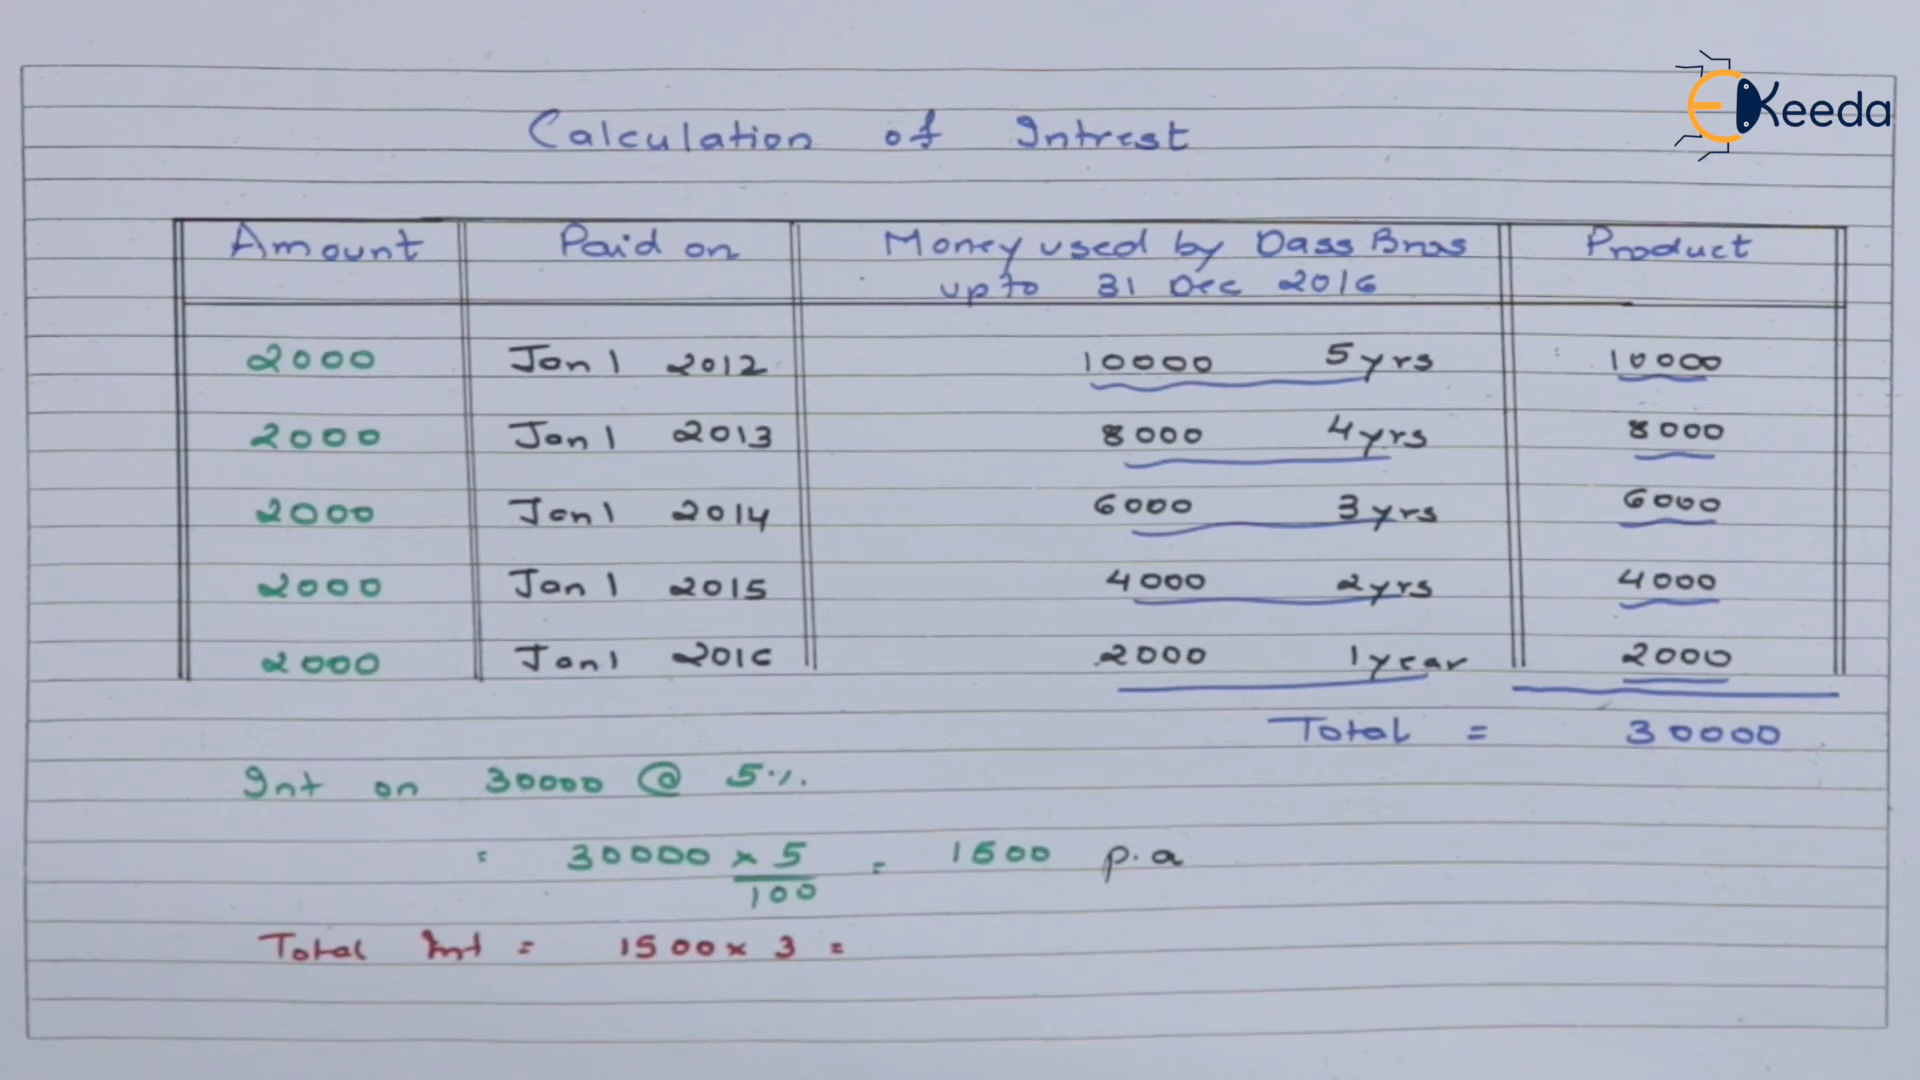 EKeeda
Calculation of Intrest
Amount Paid on Money used by Dass Bros Product
upto 31 Dec 2016
2000 Jan 1 2012 10000 5 yrs 10000
2000 Jan 1 2013 8000 4 yrs 8000
2000 Jan 1 2014 6000 3 yrs 6000
2000 Jan 1 2015 4000 2 yrs 4000
2000 Jan 1 2016 2000 1 year 2000
Total = 30000
Int on 30000 @ 5%.
= 30000 x 5 = 1500 p.a
100
Total Int = 1500 x 3 =